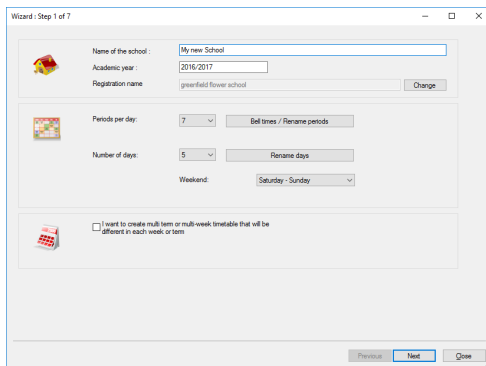 Wizard : Step 1 of 7
Name of the school :
My new School
Academic year :
2016/2017
Registration name
greenfield flower school
Change
Periods per day:
7
Bell times / Rename periods
Number of days:
5
Rename days
Weekend:
Saturday - Sunday
I want to create multi term or multi-week timetable that will be
different in each week or term
Previous
Next
Close